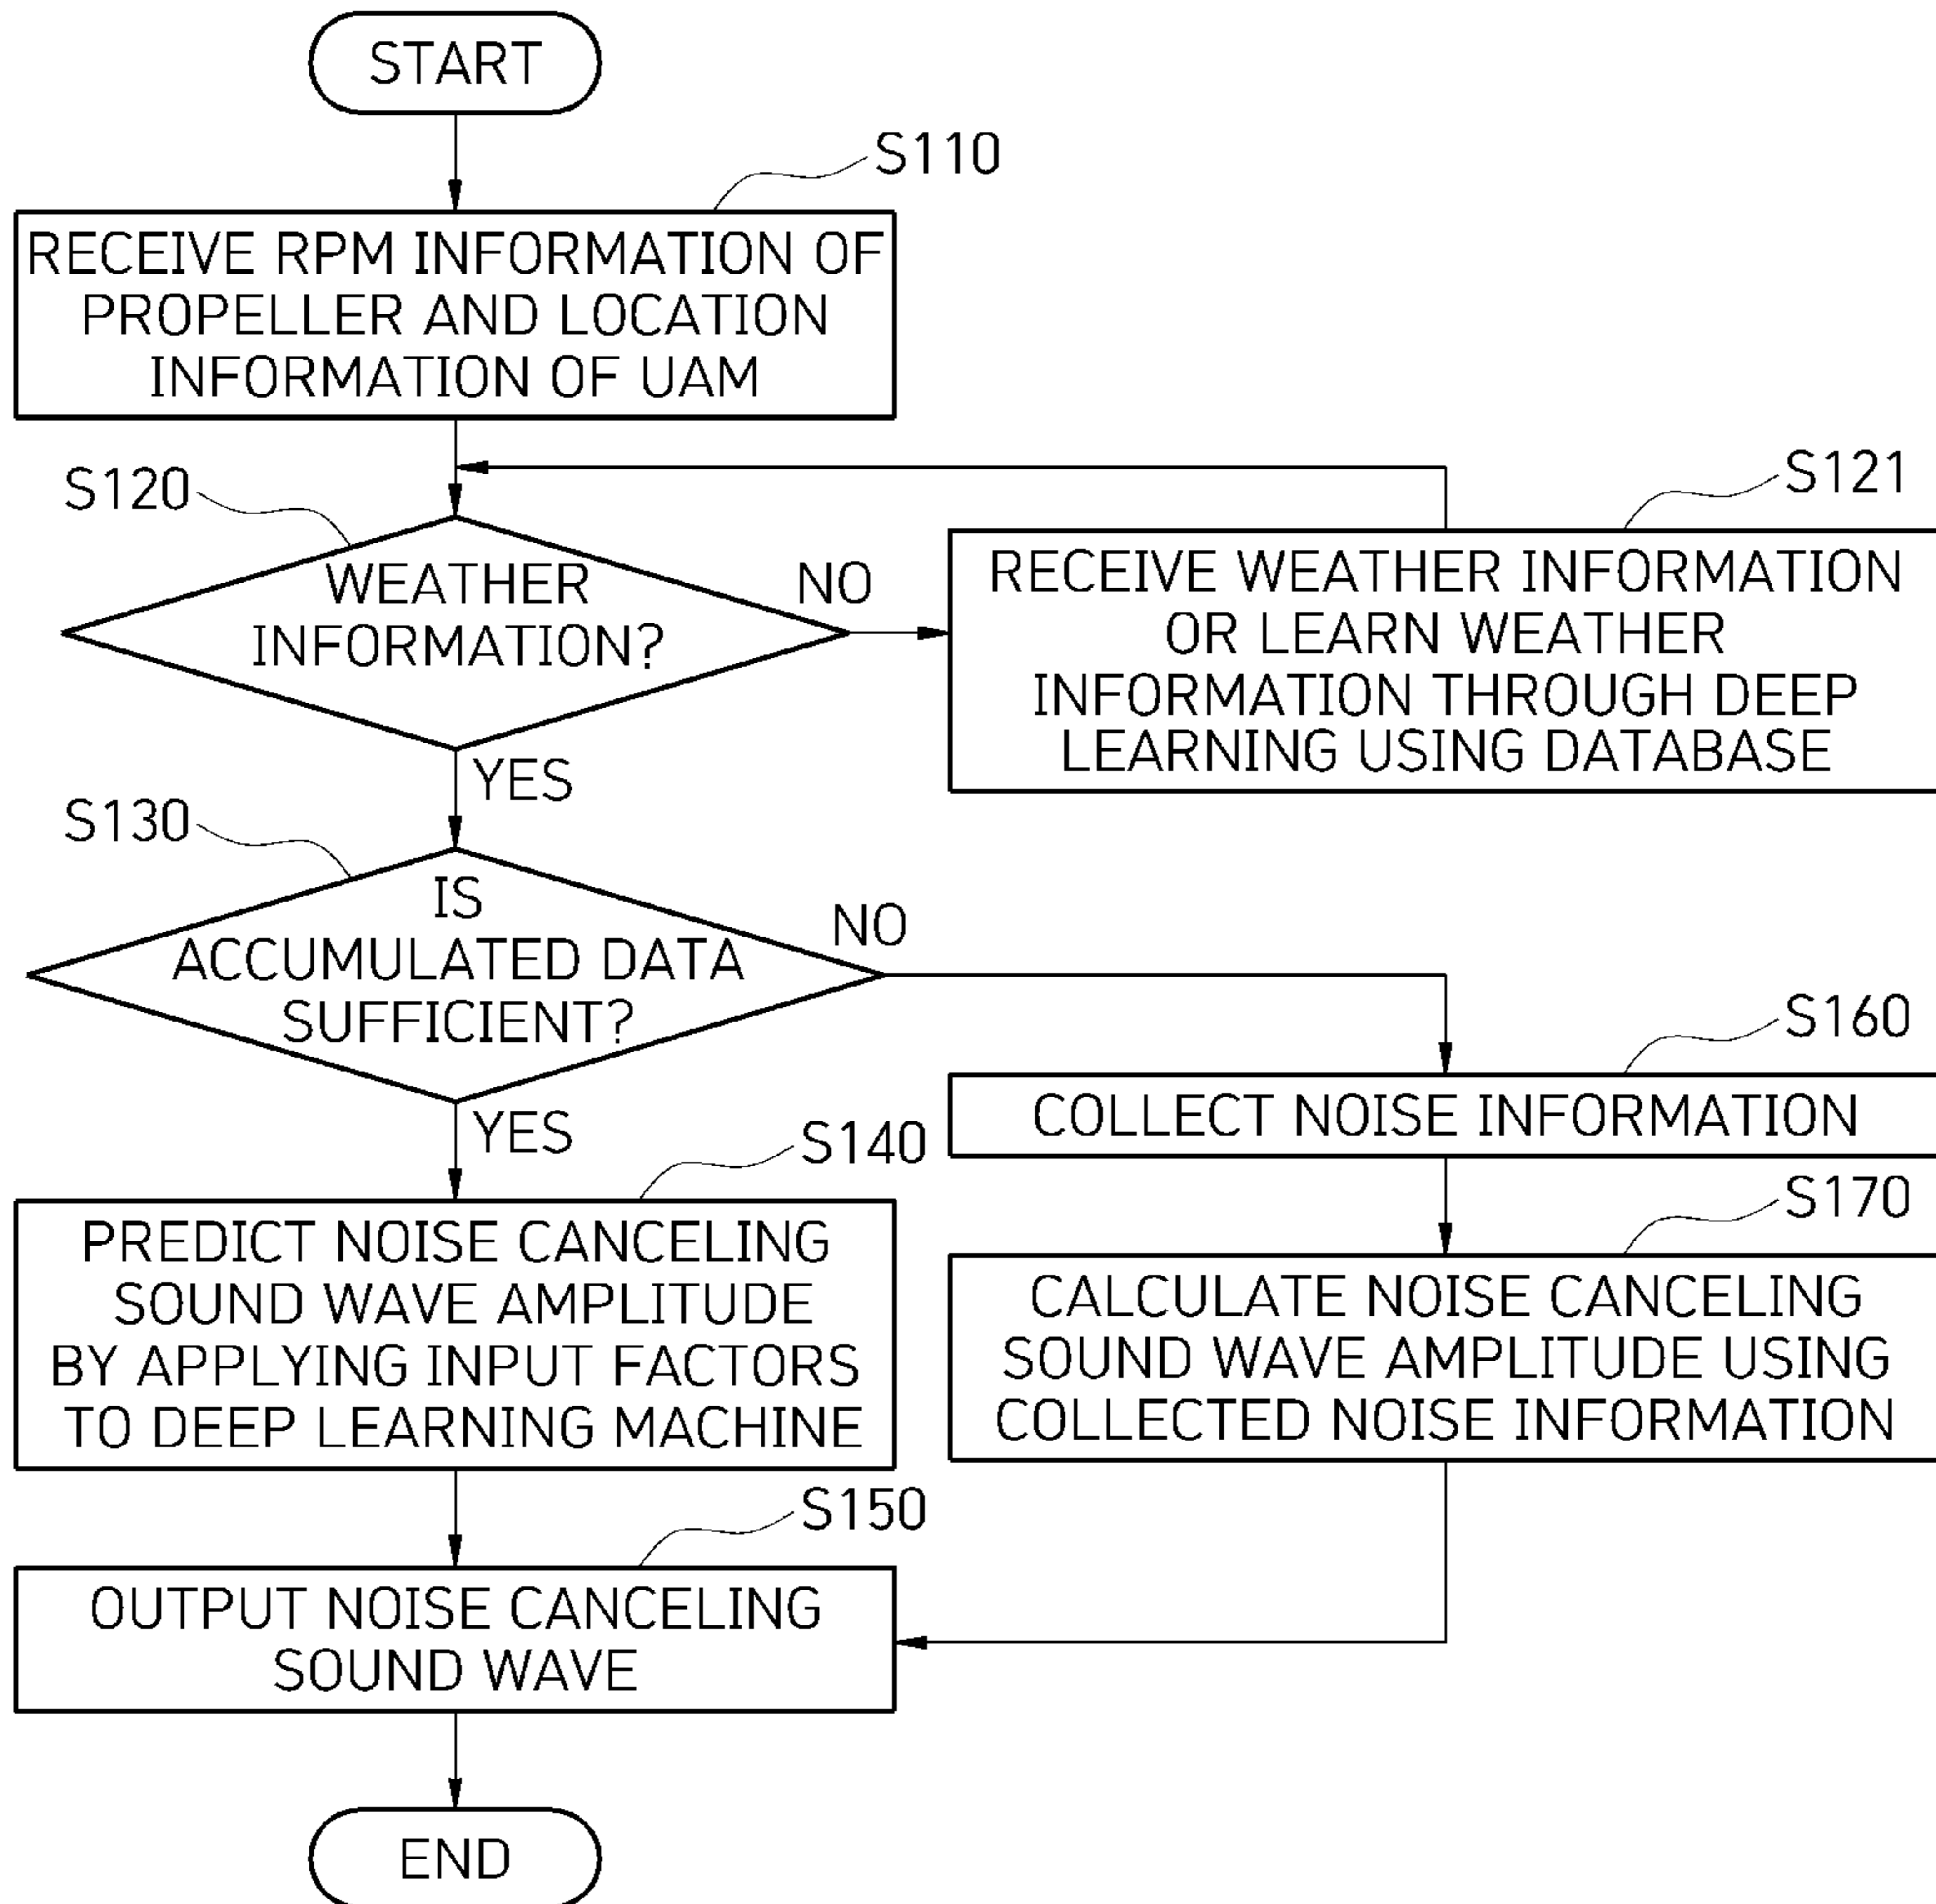 START
S110
RECEIVE RPM INFORMATION OF
PROPELLER AND LOCATION
INFORMATION OF UAM
S120
WEATHER
INFORMATION?
NO
YES
S121
RECEIVE WEATHER INFORMATION
OR LEARN WEATHER
INFORMATION THROUGH DEEP
LEARNING USING DATABASE
S130
IS
ACCUMULATED DATA
SUFFICIENT?
NO
YES
S160
COLLECT NOISE INFORMATION
S140
PREDICT NOISE CANCELING
SOUND WAVE AMPLITUDE
BY APPLYING INPUT FACTORS
TO DEEP LEARNING MACHINE
S170
CALCULATE NOISE CANCELING
SOUND WAVE AMPLITUDE USING
COLLECTED NOISE INFORMATION
S150
OUTPUT NOISE CANCELING
SOUND WAVE
END